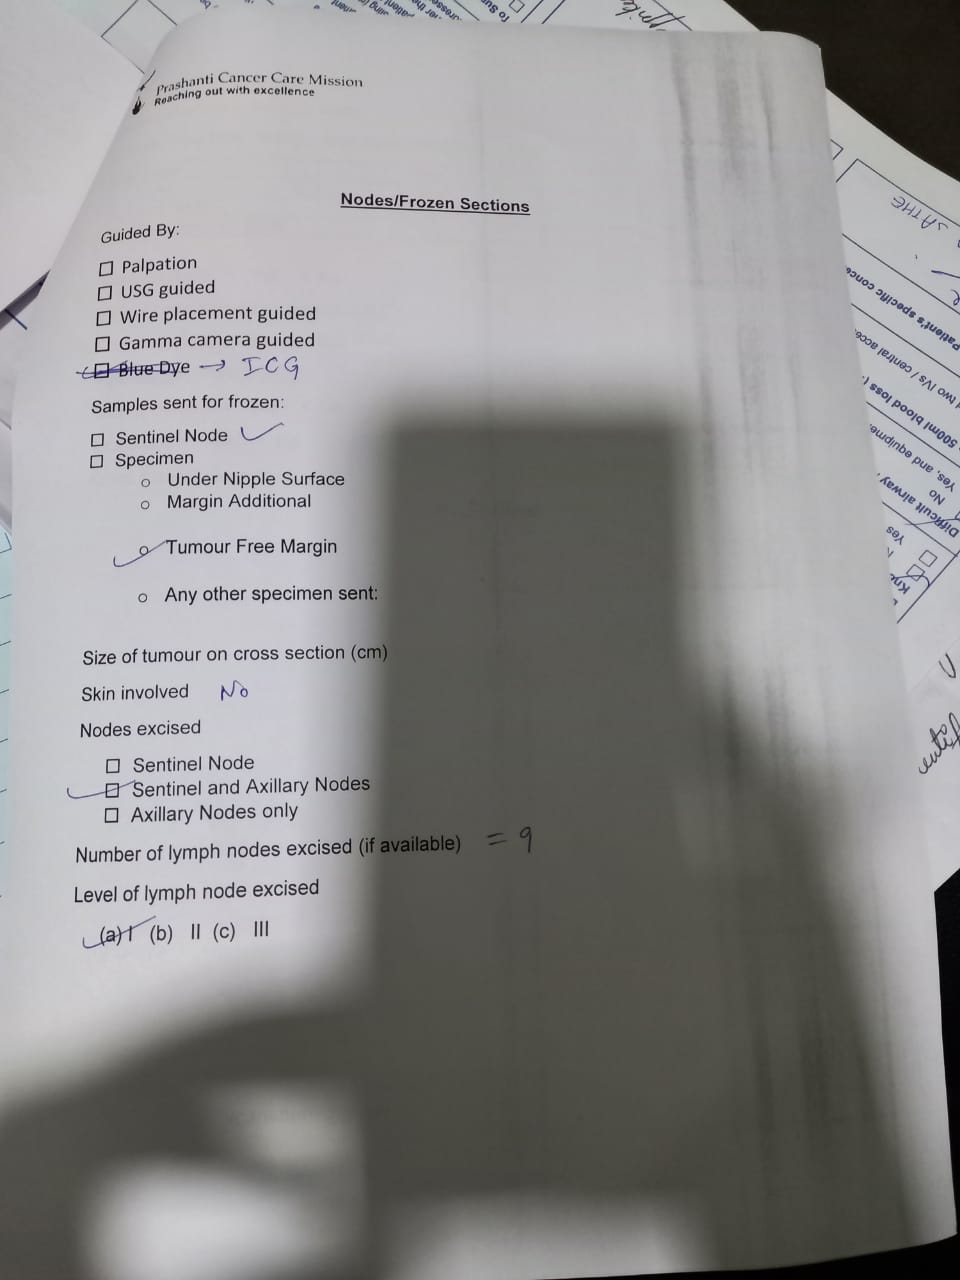 Prashanti Cancer Care Mission
Reaching out with excellence
Nodes/Frozen Sections
Guided By:
☐ Palpation
☐ USG guided
☐ Wire placement guided
☐ Gamma camera guided
☐ Blue Dye → ICG
Samples sent for frozen:
☐ Sentinel Node ✓
☐ Specimen
o Under Nipple Surface
o Margin Additional
✓ o Tumour Free Margin
o Any other specimen sent:
Size of tumour on cross section (cm)
Skin involved No
Nodes excised
☐ Sentinel Node
✓ ☐ Sentinel and Axillary Nodes
☐ Axillary Nodes only
Number of lymph nodes excised (if available) = 9
Level of lymph node excised
✓ (a) I (b) II (c) III
SATHE
Patient's specific conce
two IVs / central acce
500ml blood loss (
Yes, and equipme
No
Difficult airway
Yes